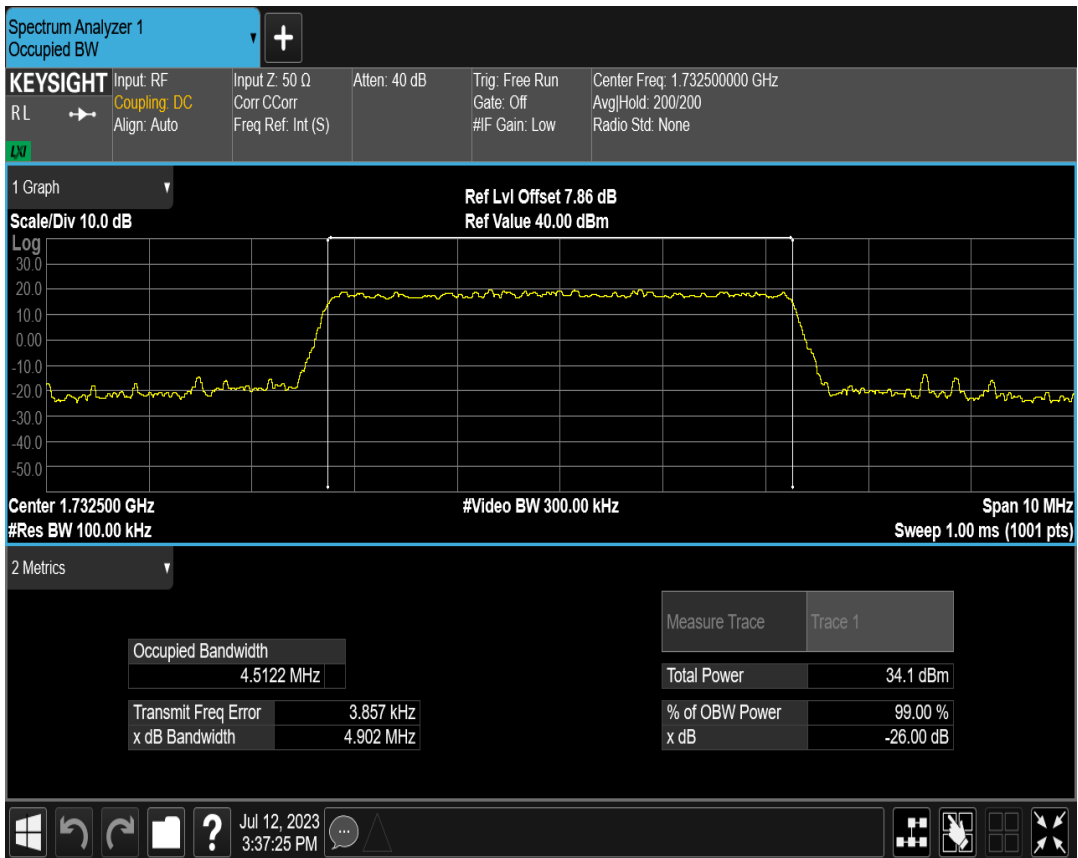 Spectrum Analyzer 1
Occupied BW
KEYSIGHT
RL
LXI
Input: RF
Coupling: DC
Align: Auto
Input Z: 50 Ω
Corr CCorr
Freq Ref: Int (S)
Atten: 40 dB
Trig: Free Run
Gate: Off
#IF Gain: Low
Center Freq: 1.732500000 GHz
Avg|Hold: 200/200
Radio Std: None
1 Graph
Scale/Div 10.0 dB
Ref Lvl Offset 7.86 dB
Ref Value 40.00 dBm
Log
30.0
20.0
10.0
0.00
-10.0
-20.0
-30.0
-40.0
-50.0
Center 1.732500 GHz
#Video BW 300.00 kHz
Span 10 MHz
#Res BW 100.00 kHz
Sweep 1.00 ms (1001 pts)
2 Metrics
Measure Trace Trace 1
Occupied Bandwidth
4.5122 MHz
Total Power 34.1 dBm
Transmit Freq Error 3.857 kHz
% of OBW Power 99.00 %
x dB Bandwidth 4.902 MHz
x dB -26.00 dB
?
Jul 12, 2023
3:37:25 PM